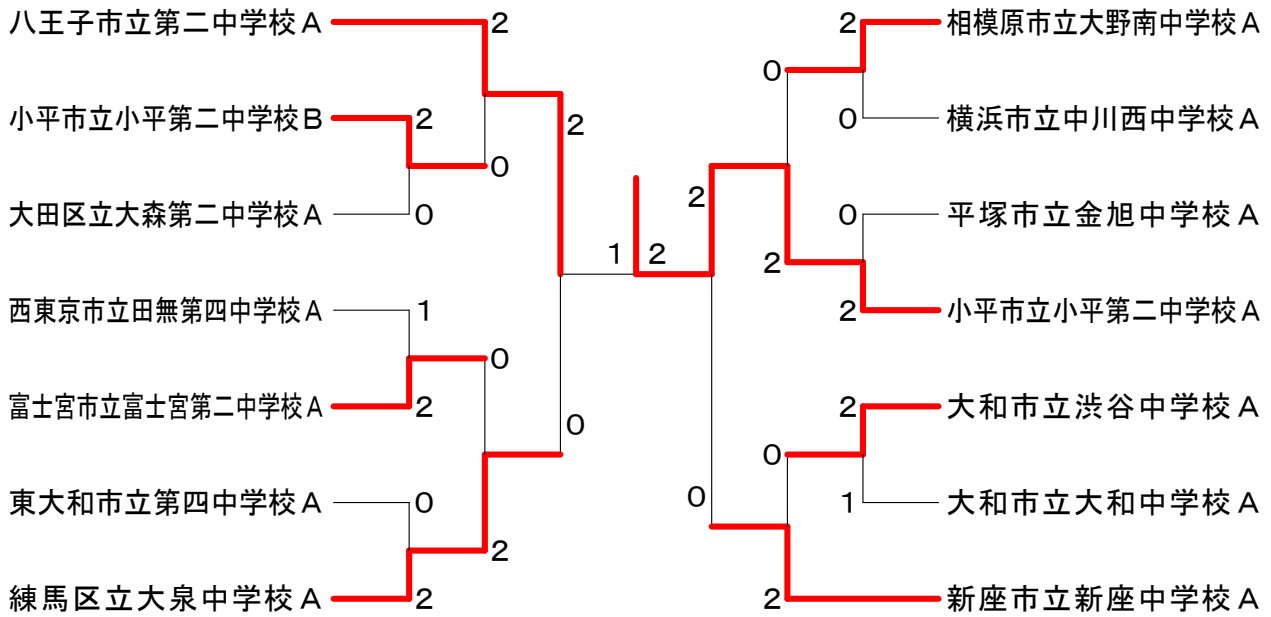 八王子市立第二中学校A
2
小平市立小平第二中学校B
2
0
大田区立大森第二中学校A
0
2
西東京市立田無第四中学校A
1
0
富士宮市立富士宮第二中学校A
2
0
東大和市立第四中学校A
0
2
練馬区立大泉中学校A
2
1 2
2 相模原市立大野南中学校A
0
0 横浜市立中川西中学校A
2
0 平塚市立金旭中学校A
2
2 小平市立小平第二中学校A
2 大和市立渋谷中学校A
0
0
1 大和市立大和中学校A
2 新座市立新座中学校A